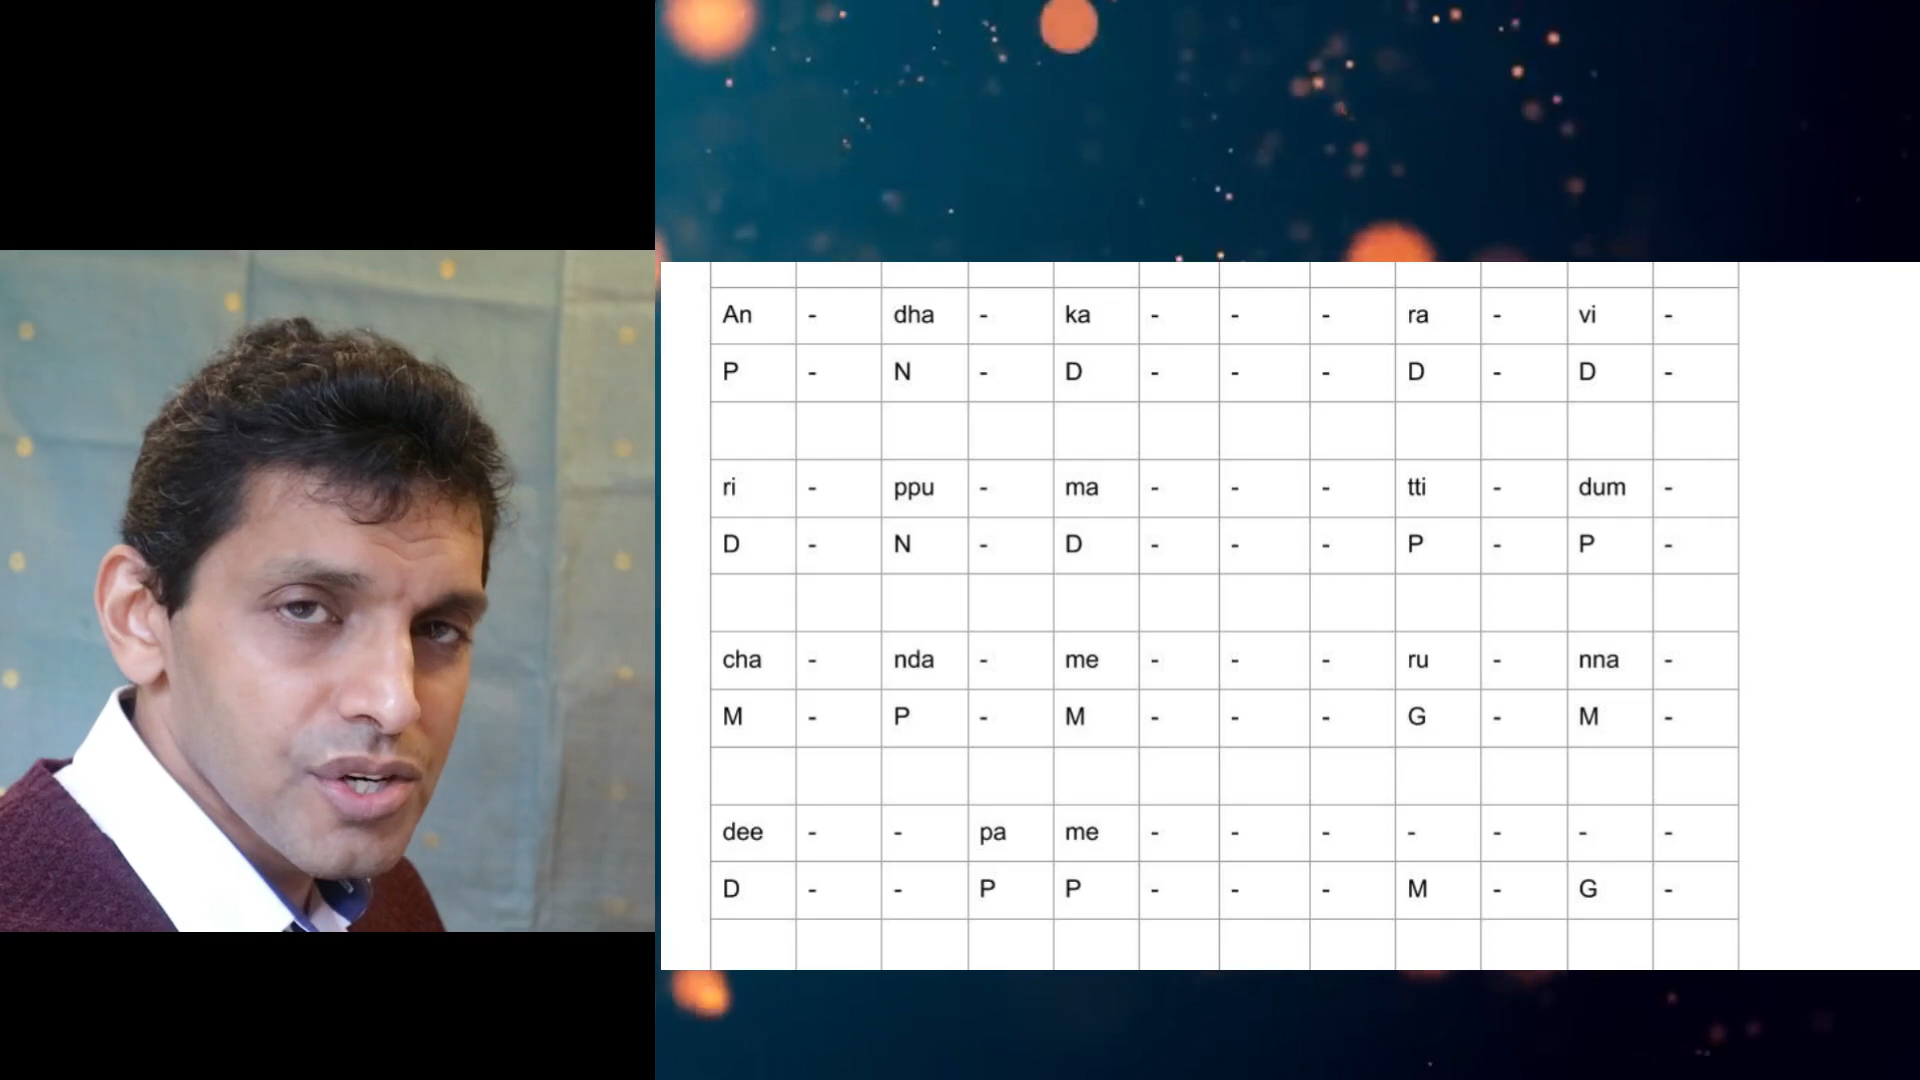 An - dha - ka - - - ra - vi -
P - N - D - - - D - D -
ri - ppu - ma - - - tti - dum -
D - N - D - - - P - P -
cha - nda - me - - - ru - nna -
M - P - M - - - G - M -
dee - - pa me - - - - - - -
D - - P P - - - M - G -